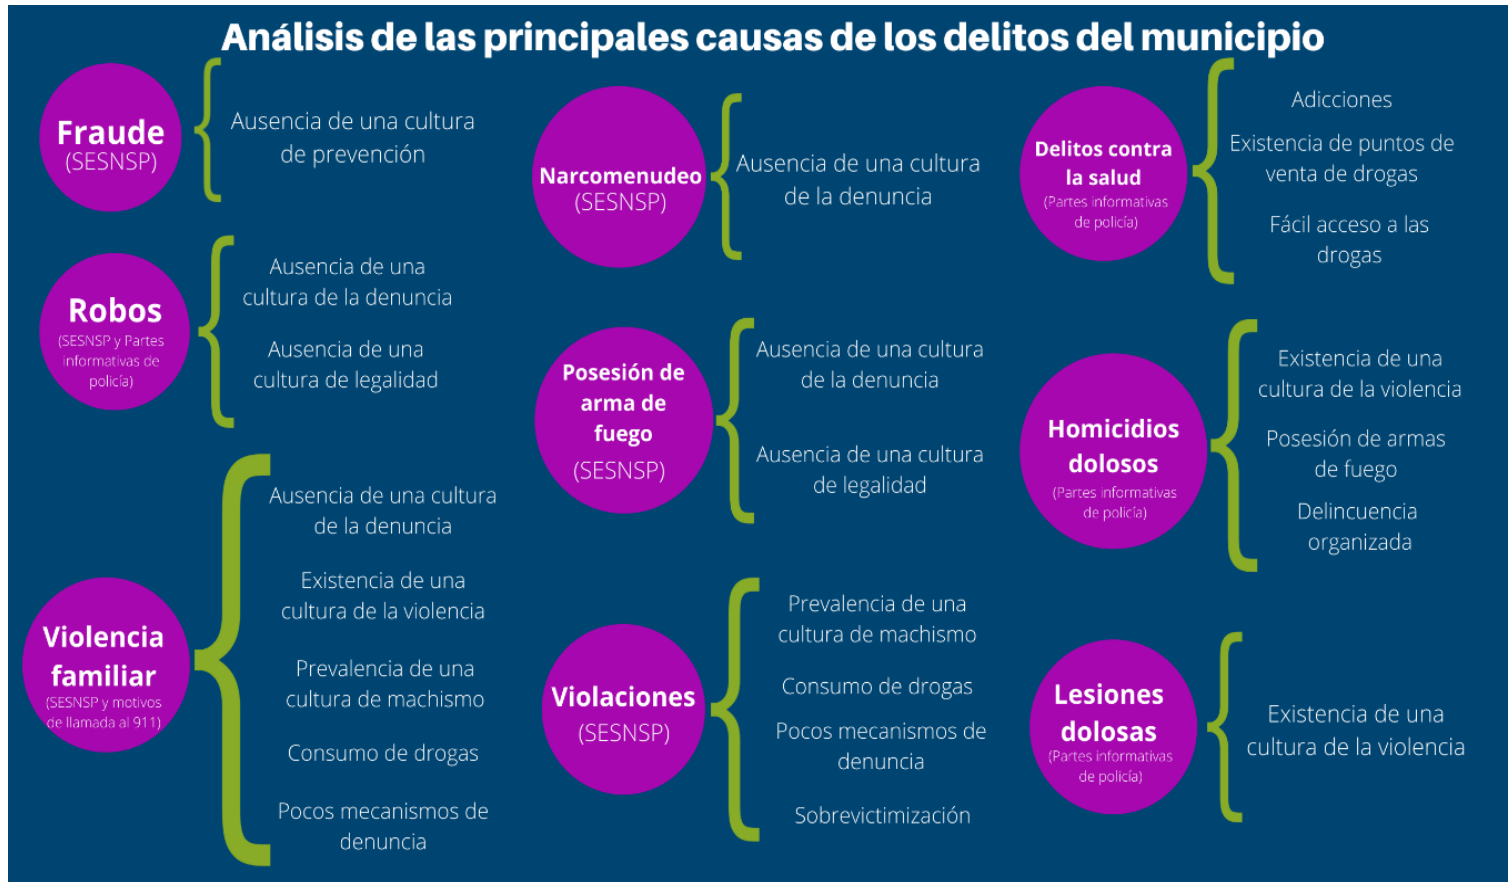 Análisis de las principales causas de los delitos del municipio
Fraude
(SESNSP)
Ausencia de una cultura
de prevención
Robos
(SESNSP y Partes
informativas de
policía)
Ausencia de una
cultura de la denuncia
Ausencia de una
cultura de legalidad
Violencia
familiar
(SESNSP y motivos
de llamada al 911)
Ausencia de una cultura
de la denuncia
Existencia de una
cultura de la violencia
Prevalencia de una
cultura de machismo
Consumo de drogas
Pocos mecanismos de
denuncia
Narcomenudeo
(SESNSP)
Ausencia de una cultura
de la denuncia
Posesión de
arma de
fuego
(SESNSP)
Ausencia de una cultura
de la denuncia
Ausencia de una cultura
de legalidad
Violaciones
(SESNSP)
Prevalencia de una
cultura de machismo
Consumo de drogas
Pocos mecanismos de
denuncia
Sobrevictimización
Delitos contra
la salud
(Partes informativas
de policía)
Adicciones
Existencia de puntos de
venta de drogas
Fácil acceso a las
drogas
Homicidios
dolosos
(Partes informativas
de policía)
Existencia de una
cultura de la violencia
Posesión de armas
de fuego
Delincuencia
organizada
Lesiones
dolosas
(Partes informativas
de policía)
Existencia de una
cultura de la violencia